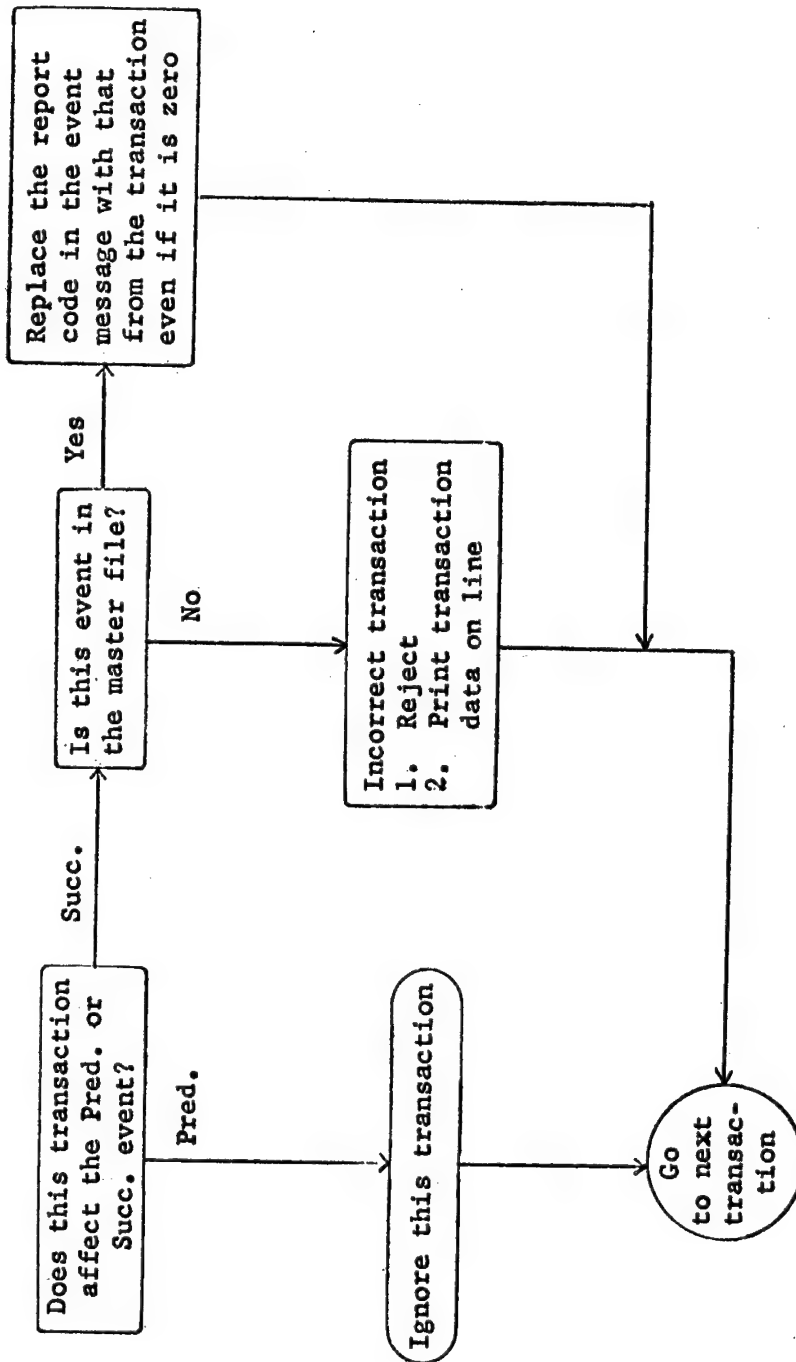 Does this transaction
affect the Pred. or
Succ. event?
Succ.
Is this event in
the master file?
Yes
Replace the report
code in the event
message with that
from the transaction
even if it is zero
Pred.
No
Ignore this transaction
Incorrect transaction
1. Reject
2. Print transaction
data on line
Go
to next
transac-
tion